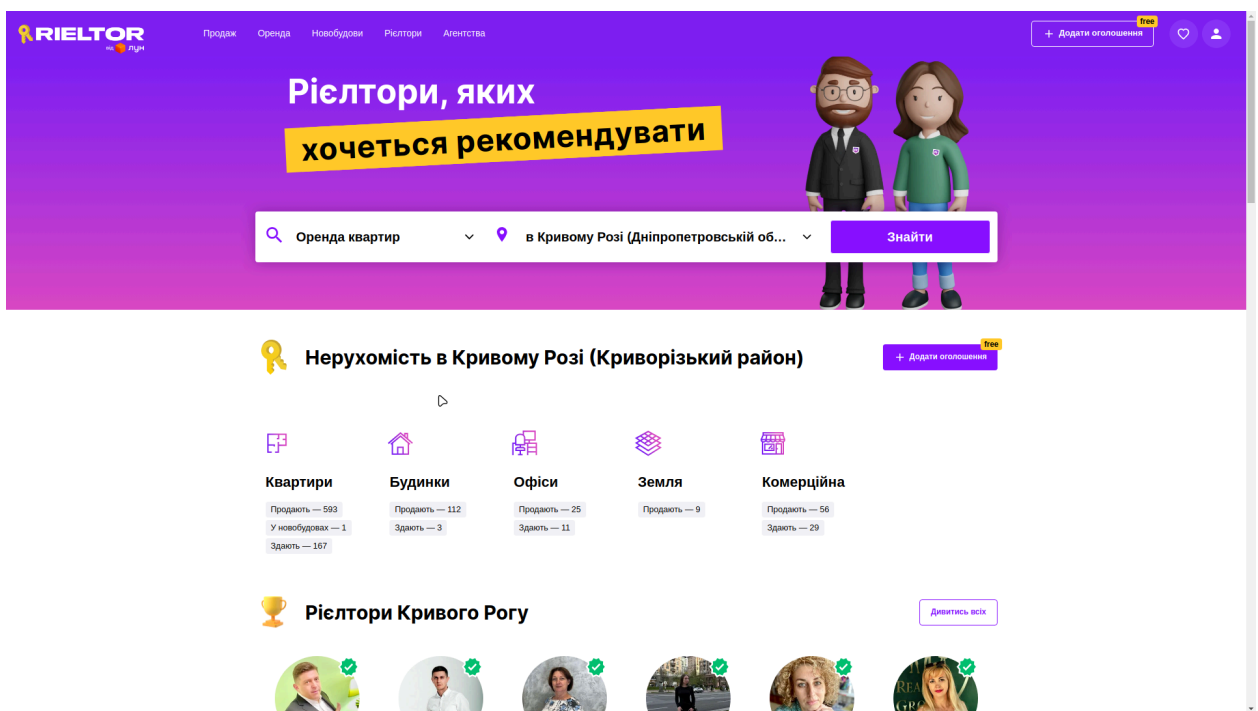 RIELTOR
від ЛУН
Продаж
Оренда
Новобудови
Рієлтори
Агентства
+ Додати оголошення
free
Рієлтори, яких
хочеться рекомендувати
Оренда квартир
в Кривому Розі (Дніпропетровській об...
Знайти
Нерухомість в Кривому Розі (Криворізький район)
+ Додати оголошення
free
Квартири
Продають — 593
У новобудовах — 1
Здають — 167
Будинки
Продають — 112
Здають — 3
Офіси
Продають — 25
Здають — 11
Земля
Продають — 9
Комерційна
Продають — 56
Здають — 29
Рієлтори Кривого Рогу
Дивитись всіх